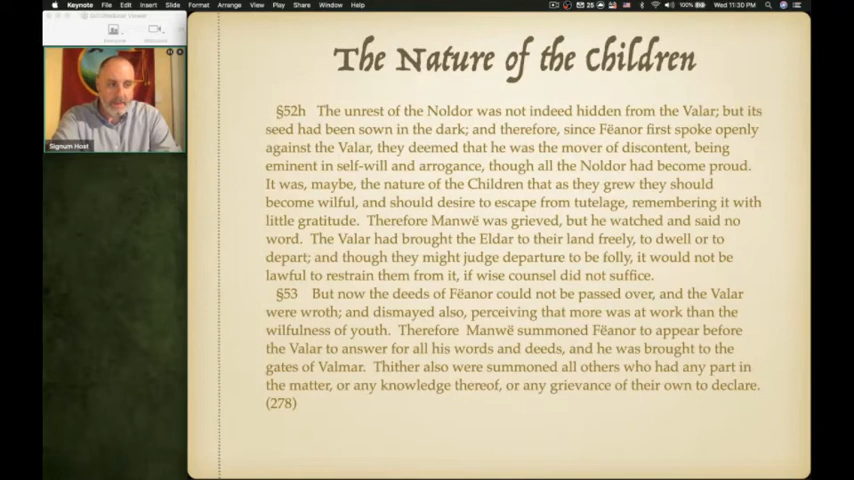 Keynote File Edit Insert Slide Format Arrange View Play Share Window Help
25 100% Wed 11:30 PM
The Nature of the Children
§52h The unrest of the Noldor was not indeed hidden from the Valar; but its
seed had been sown in the dark; and therefore, since Fëanor first spoke openly
against the Valar, they deemed that he was the mover of discontent, being
eminent in self-will and arrogance, though all the Noldor had become proud.
It was, maybe, the nature of the Children that as they grew they should
become wilful, and should desire to escape from tutelage, remembering it with
little gratitude. Therefore Manwë was grieved, but he watched and said no
word. The Valar had brought the Eldar to their land freely, to dwell or to
depart; and though they might judge departure to be folly, it would not be
lawful to restrain them from it, if wise counsel did not suffice.
§53 But now the deeds of Fëanor could not be passed over, and the Valar
were wroth; and dismayed also, perceiving that more was at work than the
wilfulness of youth. Therefore Manwë summoned Fëanor to appear before
the Valar to answer for all his words and deeds, and he was brought to the
gates of Valmar. Thither also were summoned all others who had any part in
the matter, or any knowledge thereof, or any grievance of their own to declare.
(278)
Signum Host